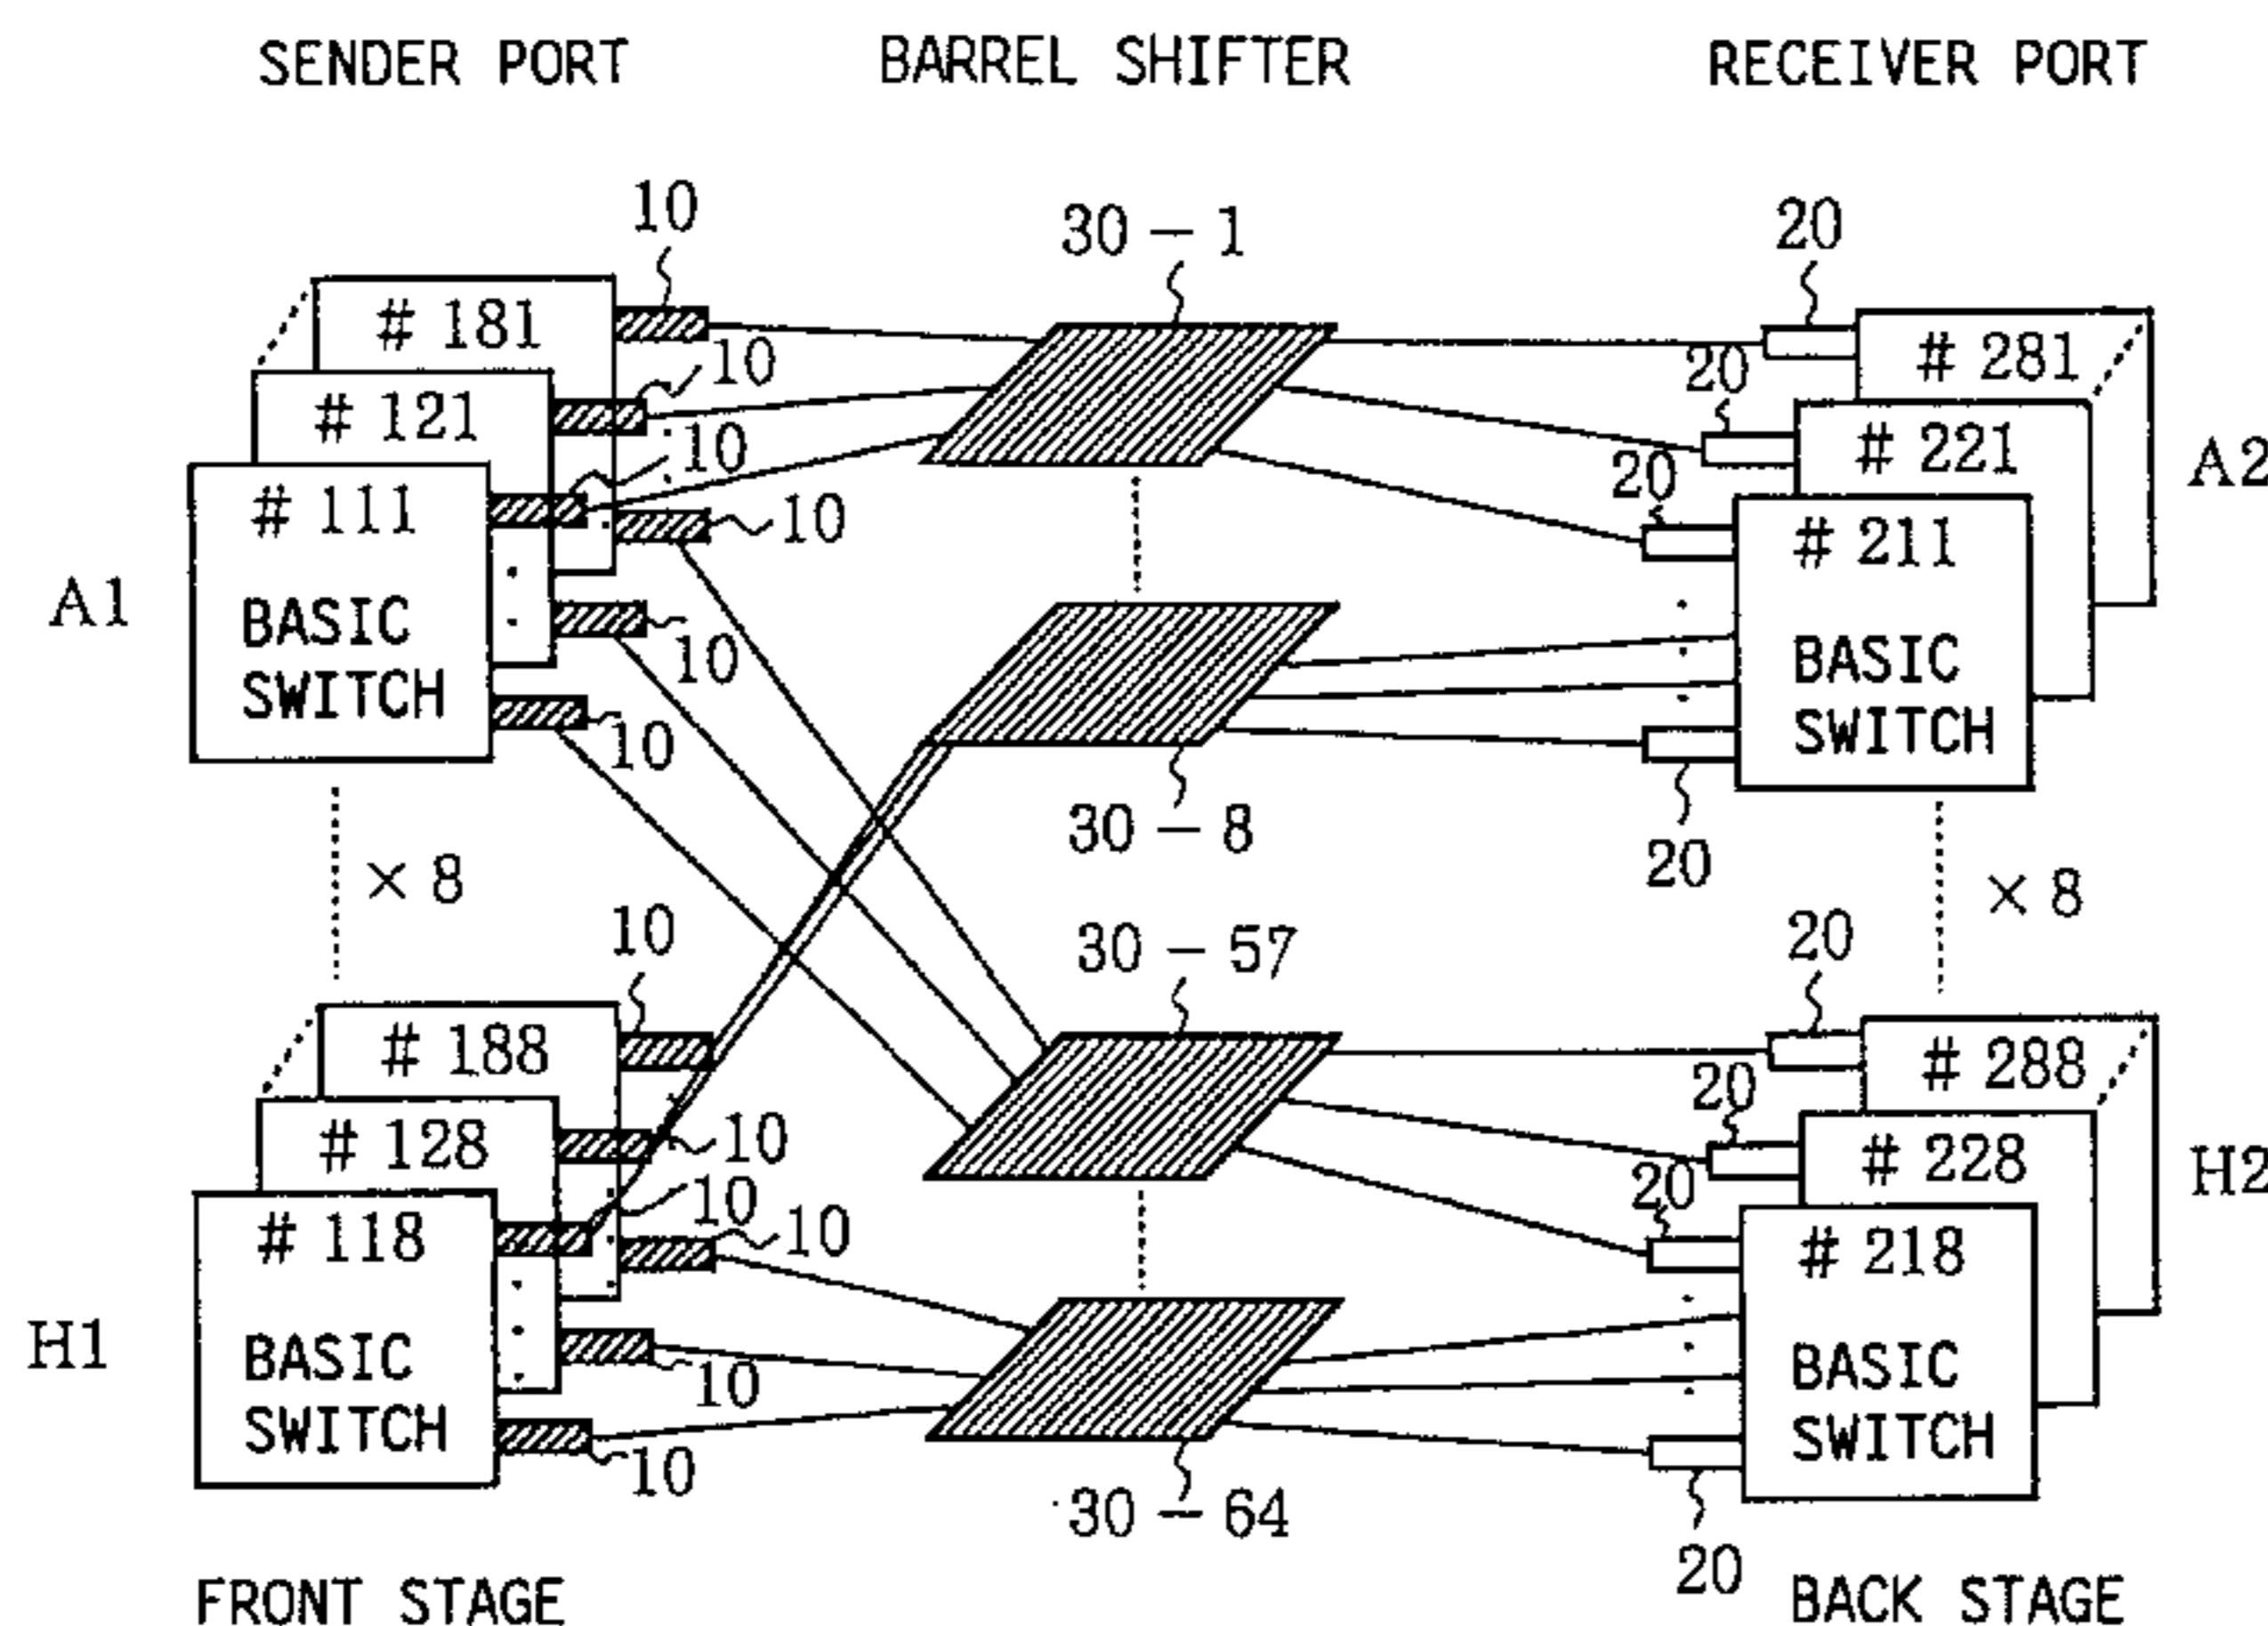 SENDER PORT BARREL SHIFTER RECEIVER PORT
10 30-1 20
# 181 10 20 # 281
# 121 10 20 # 221 A2
# 111 10 # 211
A1 BASIC 10 BASIC
SWITCH 10 SWITCH
30-8 20
× 8 × 8
10 30-57 20
# 188 20 # 288
# 128 10 20 # 228 H2
# 118 10 10 # 218
H1 BASIC 10 BASIC
SWITCH 10 SWITCH
30-64 20
FRONT STAGE BACK STAGE